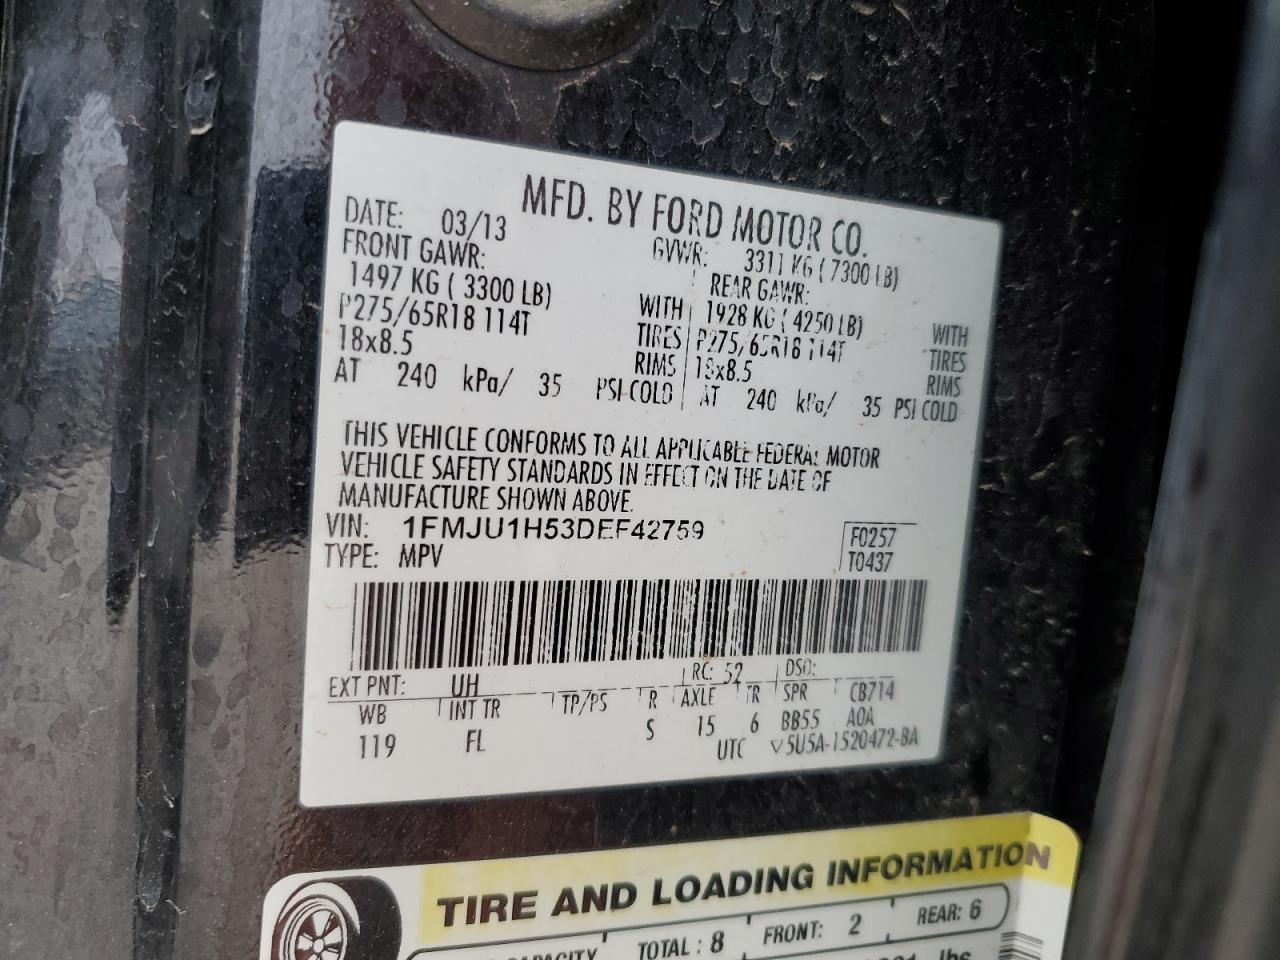 MFD. BY FORD MOTOR CO.
DATE: 03/13 GVWR: 3311 KG ( 7300 LB)
FRONT GAWR: REAR GAWR:
1497 KG ( 3300 LB) WITH 1928 KG ( 4250 LB) WITH
P275/65R18 114T TIRES P275/65R18 114T TIRES
18x8.5 RIMS 18x8.5 RIMS
AT 240 kPa/ 35 PSI COLD AT 240 kPa/ 35 PSI COLD
THIS VEHICLE CONFORMS TO ALL APPLICABLE FEDERAL MOTOR
VEHICLE SAFETY STANDARDS IN EFFECT ON THE DATE OF
MANUFACTURE SHOWN ABOVE.
VIN: 1FMJU1H53DEF42759 F0257
TYPE: MPV T0437
EXT PNT: UH RC: 52 DSO:
WB INT TR TP/PS R AXLE TR SPR CB714
119 FL S 15 6 BB55 AOA
UTC V5U5A-1520472-BA
TIRE AND LOADING INFORMATION
CAPACITY TOTAL : 8 FRONT: 2 REAR: 6
lbs